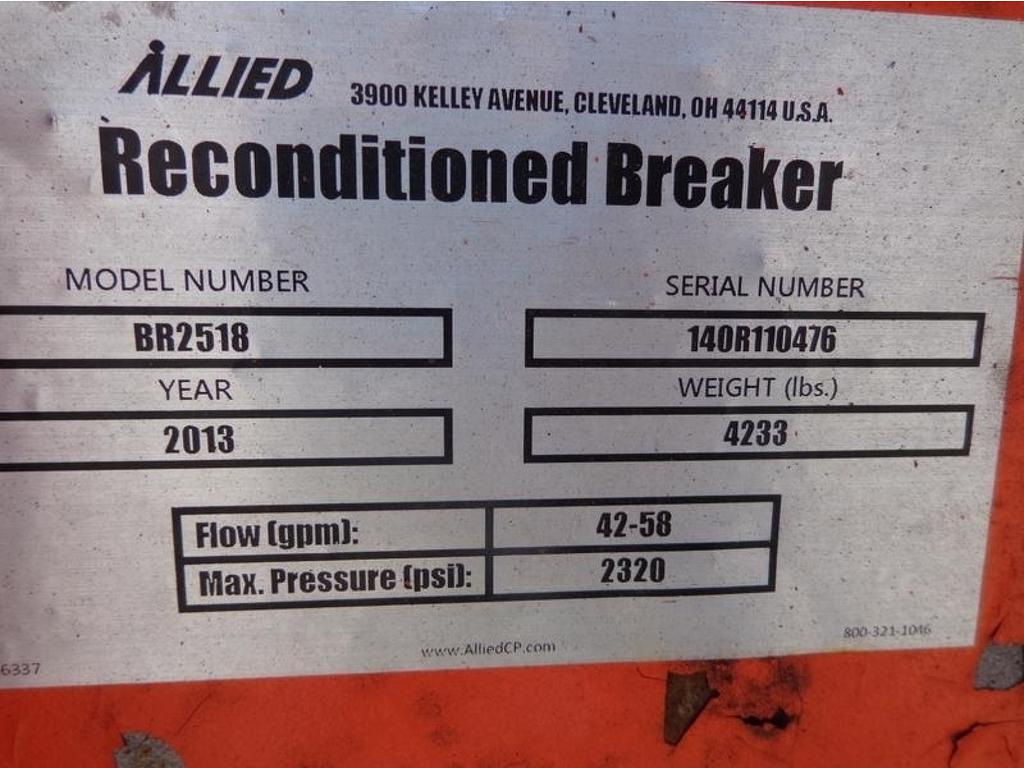 ALLIED 3900 KELLEY AVENUE, CLEVELAND, OH 44114 U.S.A.
Reconditioned Breaker
MODEL NUMBER SERIAL NUMBER
BR2518 140R110476
YEAR WEIGHT (lbs.)
2013 4233
Flow (gpm): 42-58
Max. Pressure (psi): 2320
800-321-1046
www.AlliedCP.com
6337